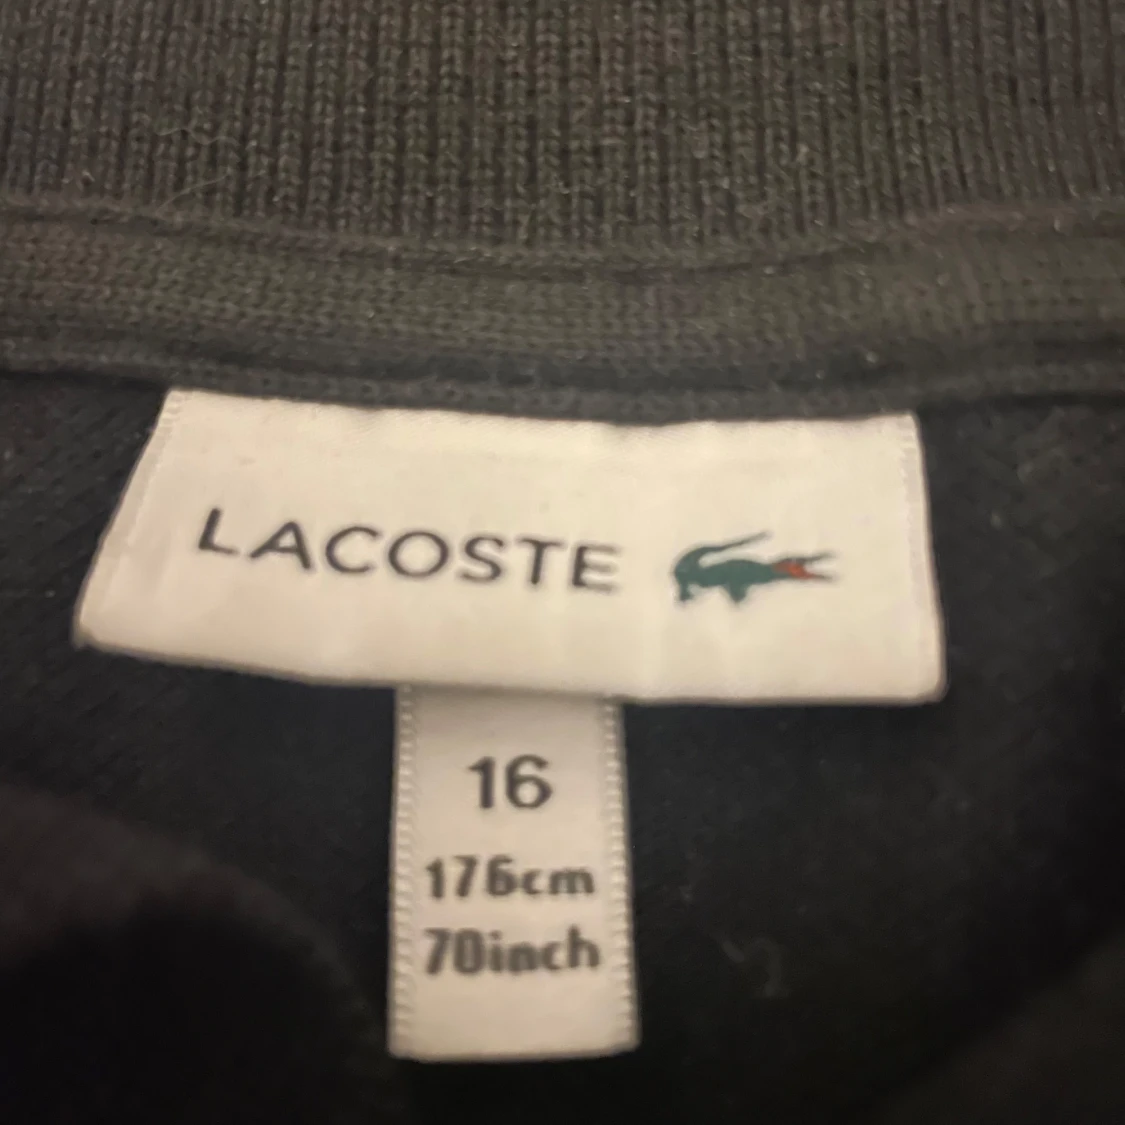 LACOSTE
16
176cm
70inch